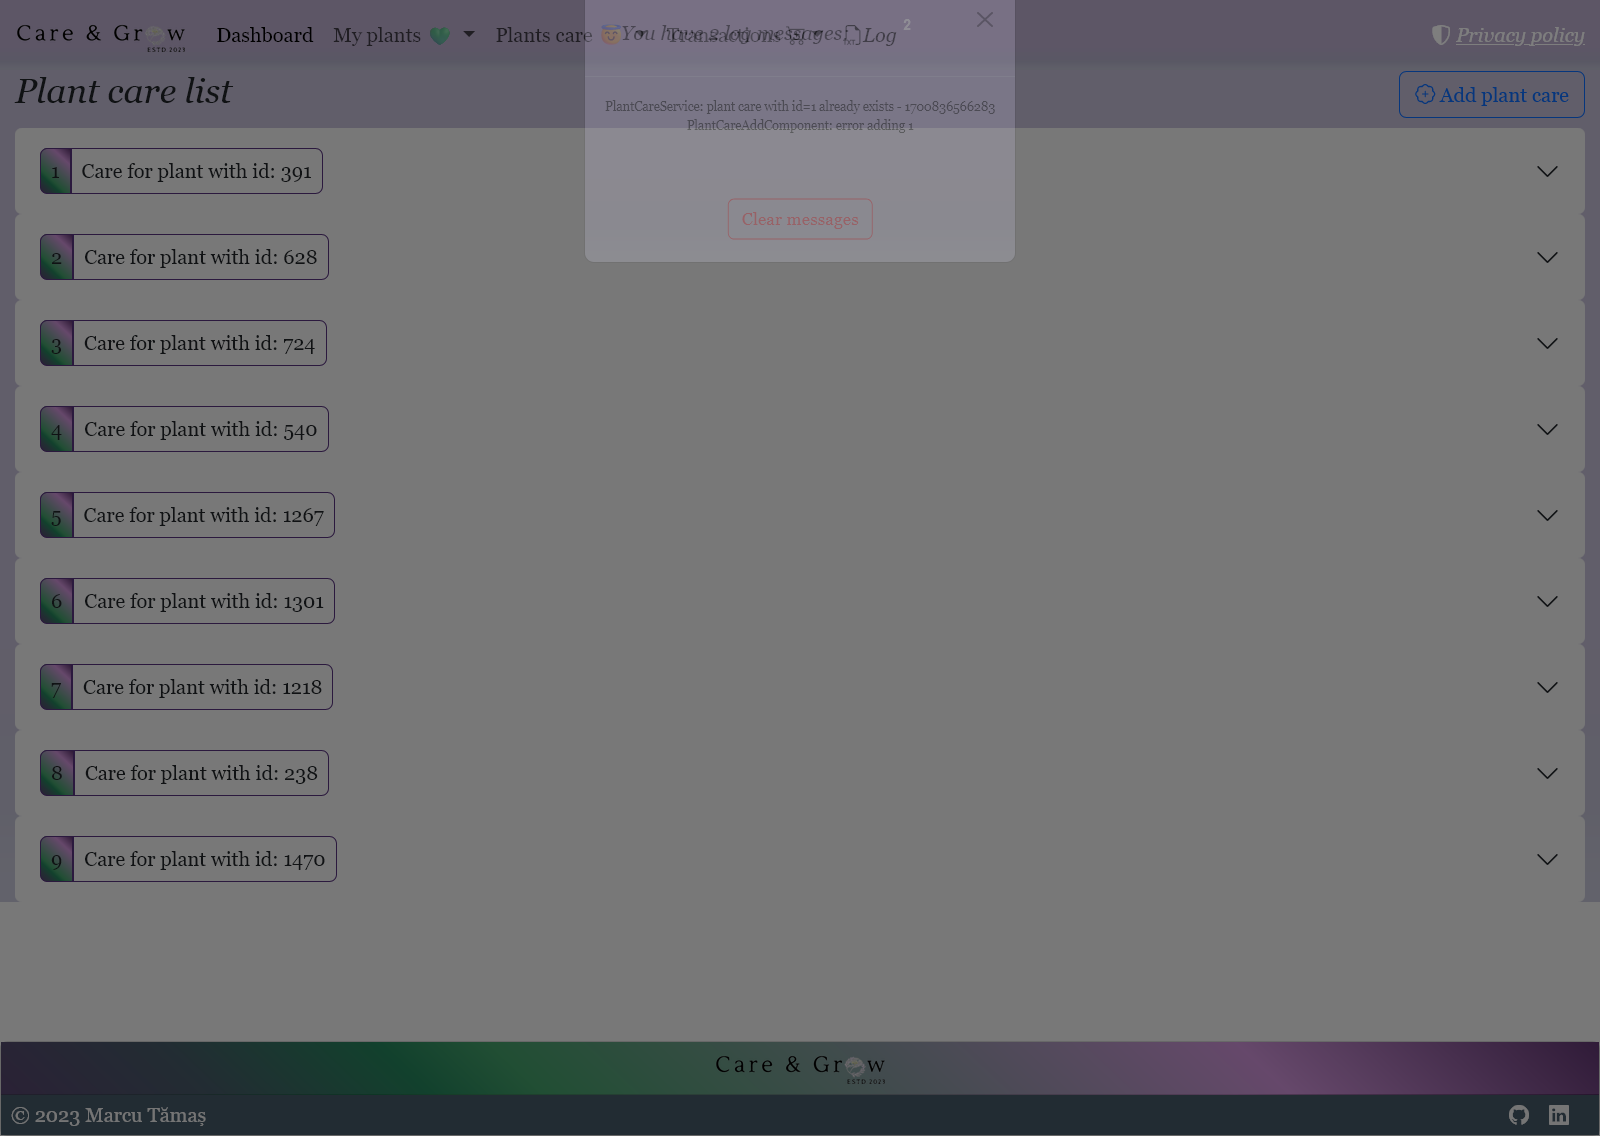 Care & Grow
ESTD 2023
Dashboard My plants Plants care Transactions Log 2 Privacy policy
You have 2 log messages:
Plant care list
Add plant care
PlantCareService: plant care with id=1 already exists - 1700836566283
PlantCareAddComponent: error adding 1
Clear messages
1 Care for plant with id: 391
2 Care for plant with id: 628
3 Care for plant with id: 724
4 Care for plant with id: 540
5 Care for plant with id: 1267
6 Care for plant with id: 1301
7 Care for plant with id: 1218
8 Care for plant with id: 238
9 Care for plant with id: 1470
Care & Grow
ESTD 2023
© 2023 Marcu Tămaș